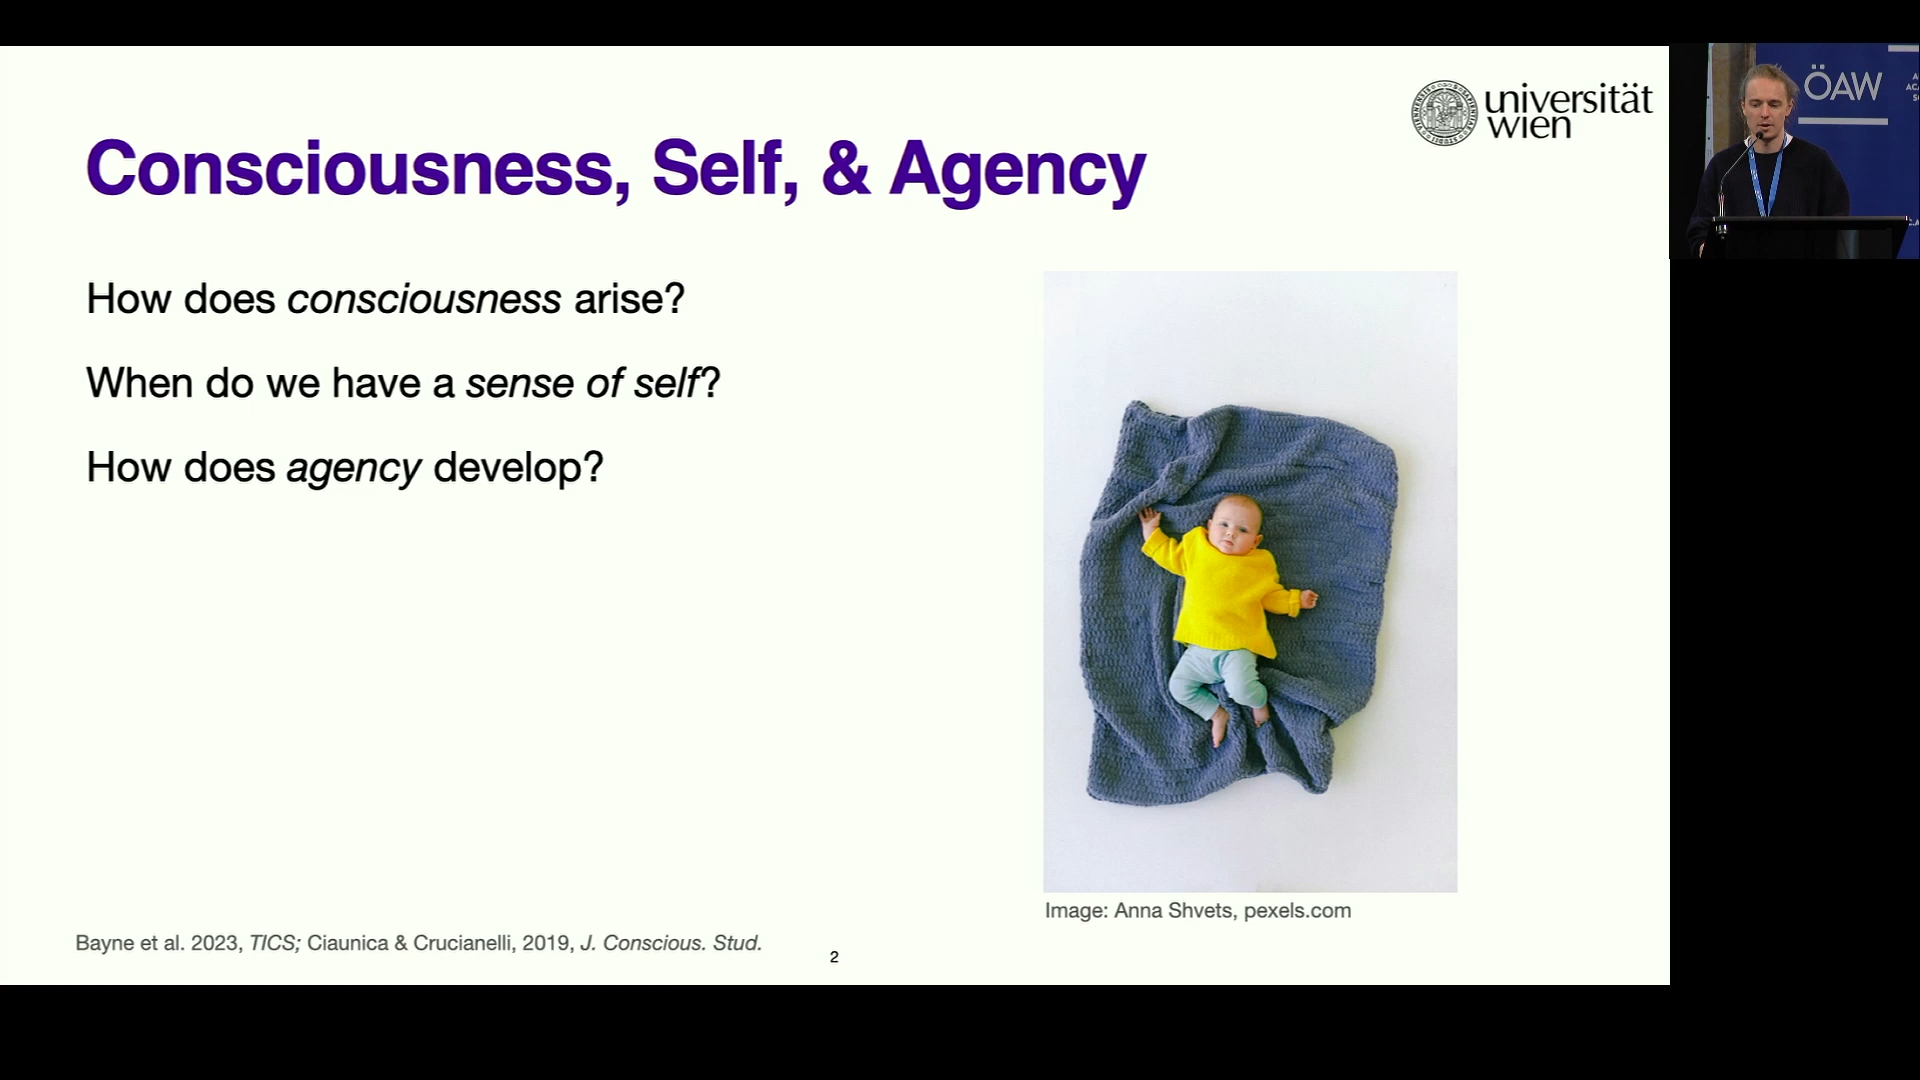 universität
wien
Consciousness, Self, & Agency
How does consciousness arise?
When do we have a sense of self?
How does agency develop?
Image: Anna Shvets, pexels.com
Bayne et al. 2023, TICS; Ciaunica & Crucianelli, 2019, J. Conscious. Stud.
2
ÖAW